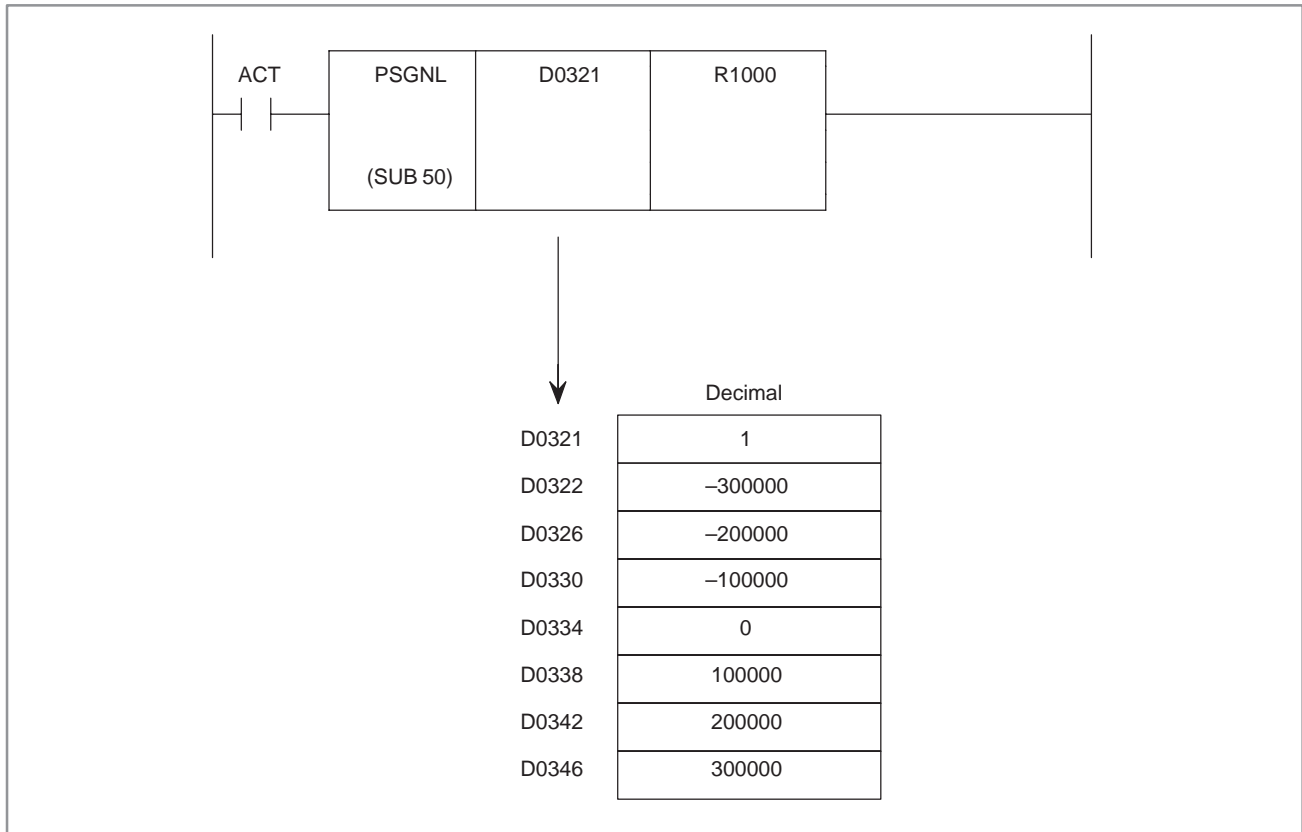 ACT PSGNL D0321 R1000
(SUB 50)
Decimal
D0321 1
D0322 –300000
D0326 –200000
D0330 –100000
D0334 0
D0338 100000
D0342 200000
D0346 300000